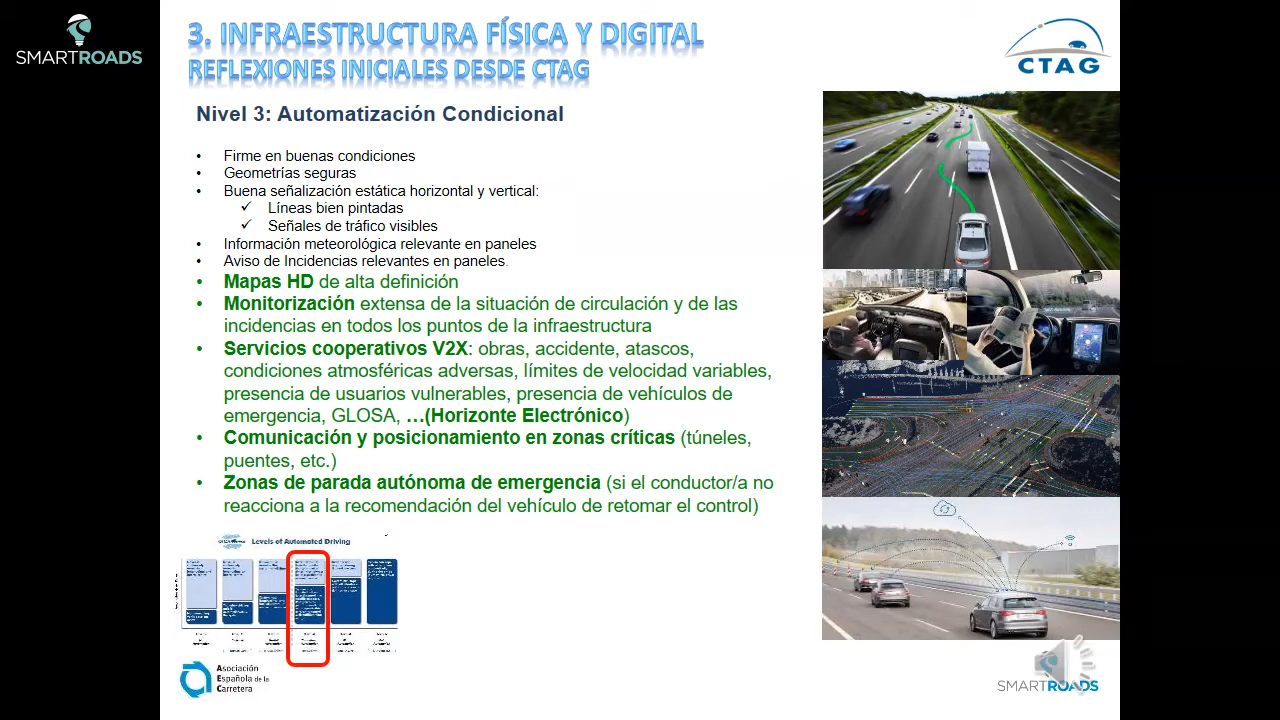 SMARTROADS
3. INFRAESTRUCTURA FÍSICA Y DIGITAL
REFLEXIONES INICIALES DESDE CTAG
CTAG
Nivel 3: Automatización Condicional
• Firme en buenas condiciones
• Geometrías seguras
• Buena señalización estática horizontal y vertical:
✓ Líneas bien pintadas
✓ Señales de tráfico visibles
• Información meteorológica relevante en paneles
• Aviso de Incidencias relevantes en paneles.
• Mapas HD de alta definición
• Monitorización extensa de la situación de circulación y de las
incidencias en todos los puntos de la infraestructura
• Servicios cooperativos V2X: obras, accidente, atascos,
condiciones atmosféricas adversas, límites de velocidad variables,
presencia de usuarios vulnerables, presencia de vehículos de
emergencia, GLOSA, …(Horizonte Electrónico)
• Comunicación y posicionamiento en zonas críticas (túneles,
puentes, etc.)
• Zonas de parada autónoma de emergencia (si el conductor/a no
reacciona a la recomendación del vehículo de retomar el control)
Levels of Automated Driving
Asociación
Española de la
Carretera
SMARTROADS